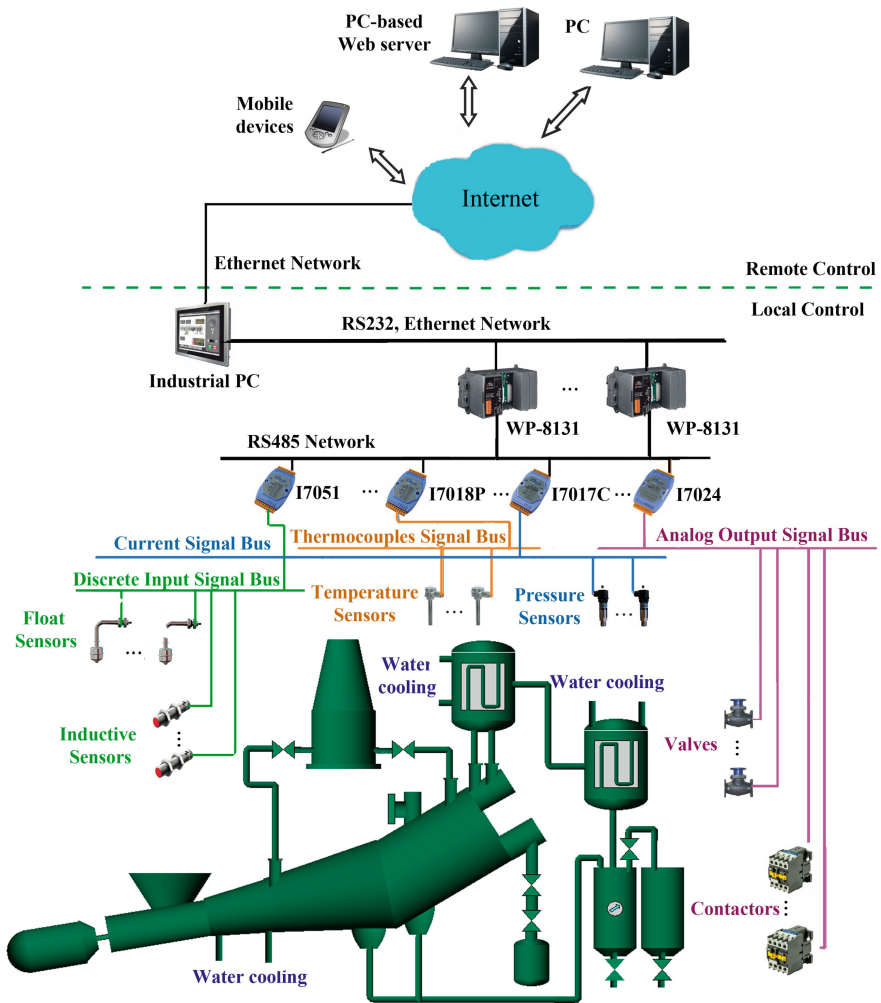 PC-based
Web server
PC
Mobile
devices
Internet
Ethernet Network
Remote Control
Local Control
RS232, Ethernet Network
Industrial PC
...
WP-8131
WP-8131
RS485 Network
I7051
...
I7018P
...
I7017C
...
I7024
Current Signal Bus
Thermocouples Signal Bus
Analog Output Signal Bus
Discrete Input Signal Bus
Temperature
Sensors
...
Pressure
Sensors
...
Float
Sensors
...
Water
cooling
Water cooling
Inductive
Sensors
...
Valves
...
Contactors
...
Water cooling